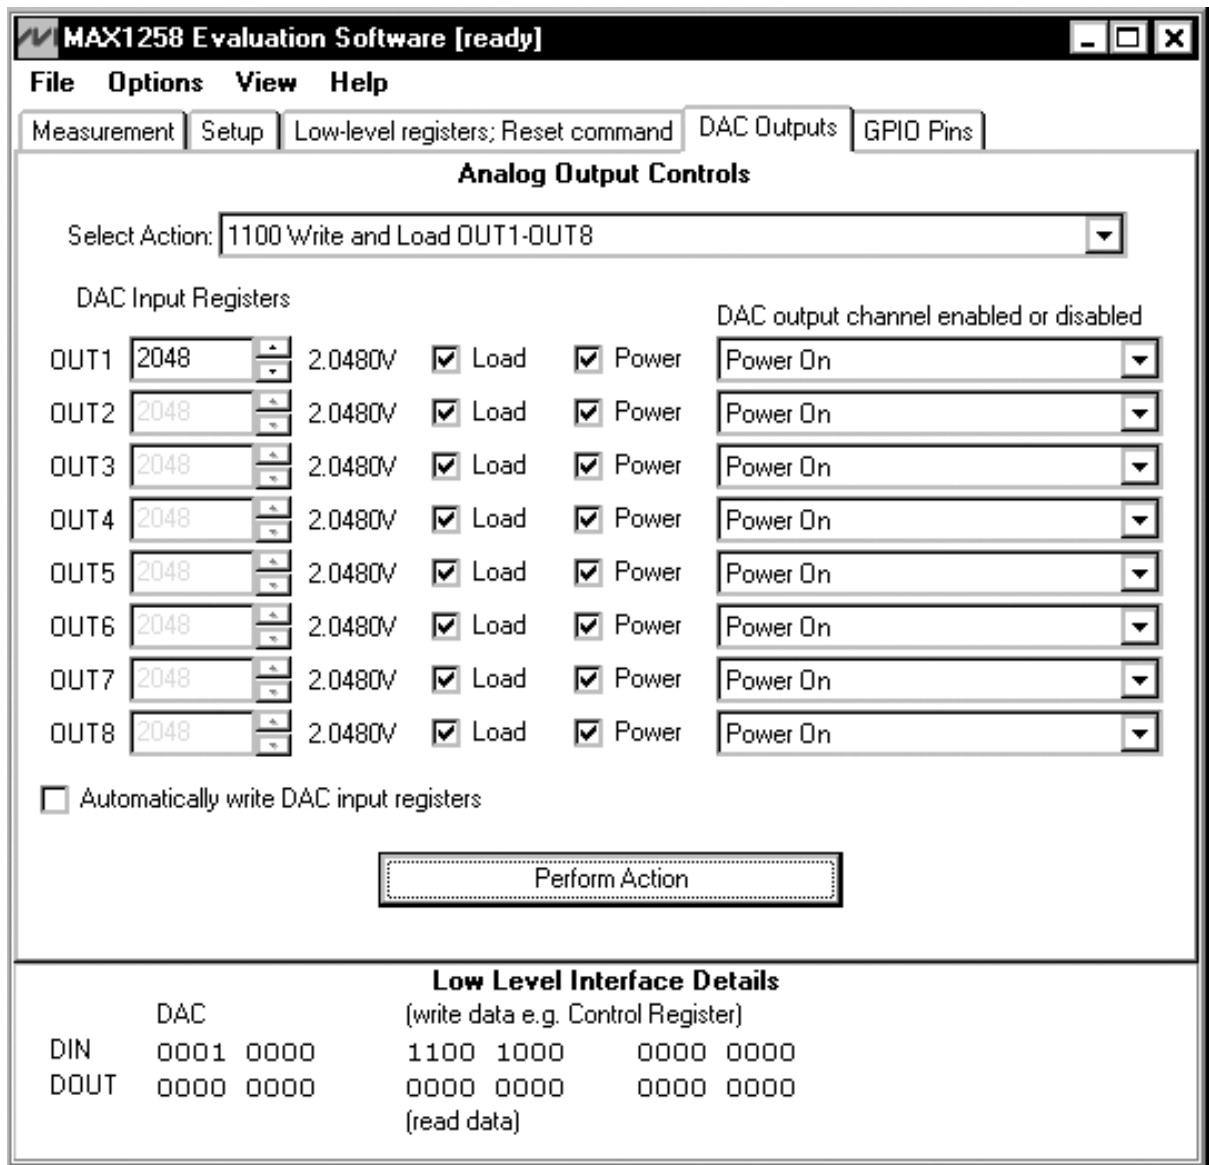 MAX1258 Evaluation Software [ready]
File Options View Help
Measurement Setup Low-level registers; Reset command DAC Outputs GPIO Pins
Analog Output Controls
Select Action: 1100 Write and Load OUT1-OUT8
DAC Input Registers
DAC output channel enabled or disabled
OUT1 2048 2.0480V Load Power Power On
OUT2 2048 2.0480V Load Power Power On
OUT3 2048 2.0480V Load Power Power On
OUT4 2048 2.0480V Load Power Power On
OUT5 2048 2.0480V Load Power Power On
OUT6 2048 2.0480V Load Power Power On
OUT7 2048 2.0480V Load Power Power On
OUT8 2048 2.0480V Load Power Power On
Automatically write DAC input registers
Perform Action
Low Level Interface Details
DAC (write data e.g. Control Register)
DIN 0001 0000 1100 1000 0000 0000
DOUT 0000 0000 0000 0000 0000 0000
(read data)